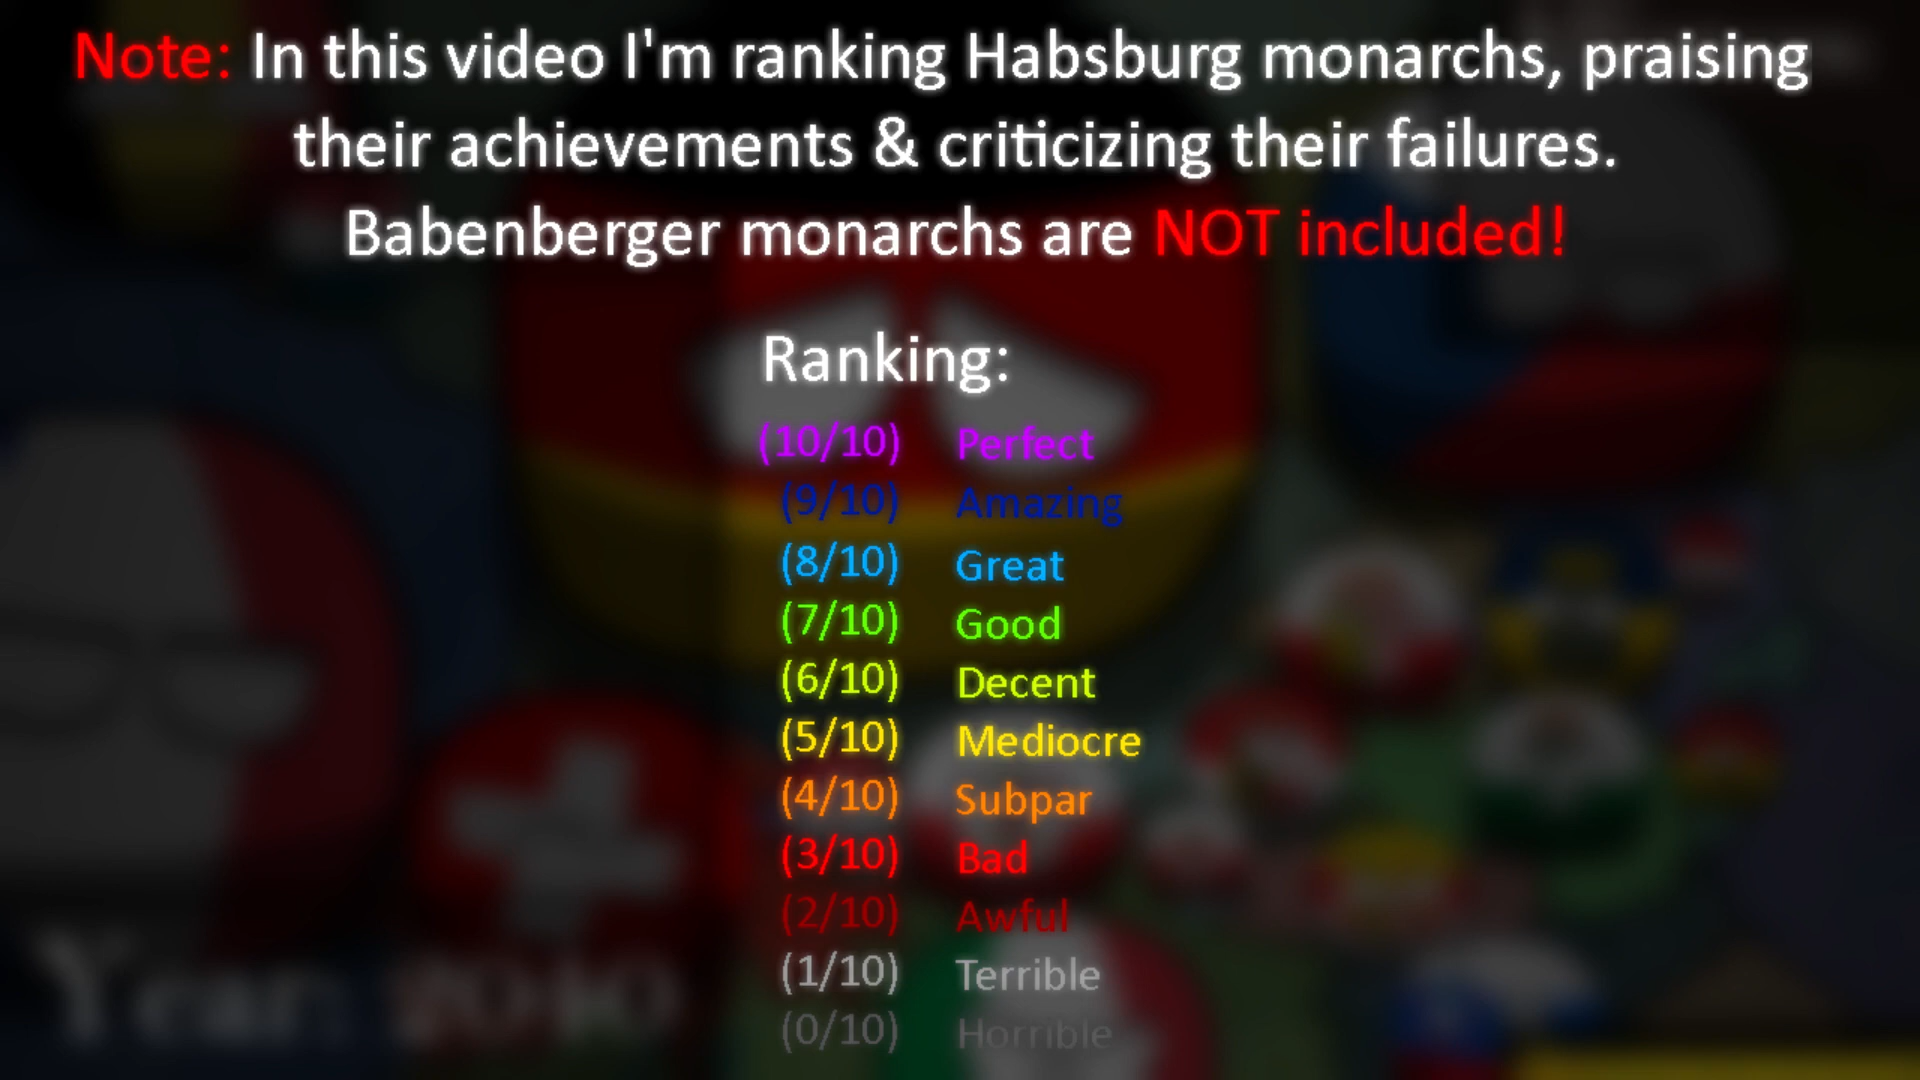 Note: In this video I'm ranking Habsburg monarchs, praising
their achievements & criticizing their failures.
Babenberger monarchs are NOT included!
Ranking:
(10/10) Perfect
(9/10) Amazing
(8/10) Great
(7/10) Good
(6/10) Decent
(5/10) Mediocre
(4/10) Subpar
(3/10) Bad
(2/10) Awful
(1/10) Terrible
(0/10) Horrible
Year: